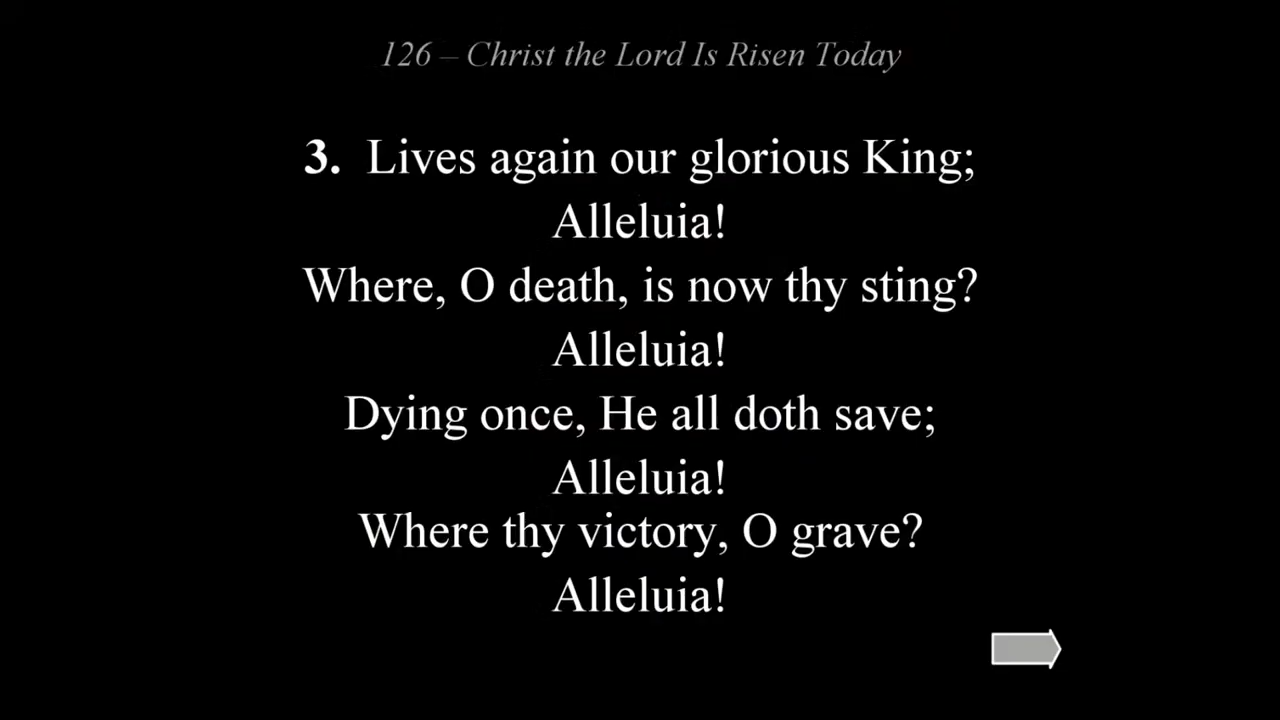 126 – Christ the Lord Is Risen Today
3. Lives again our glorious King;
Alleluia!
Where, O death, is now thy sting?
Alleluia!
Dying once, He all doth save;
Alleluia!
Where thy victory, O grave?
Alleluia!